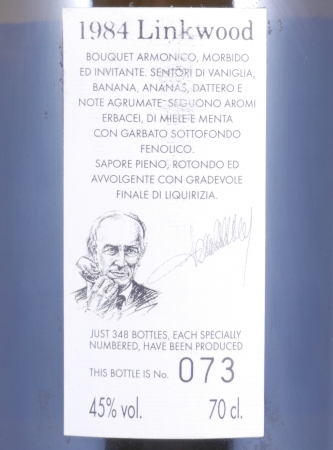 1984 Linkwood
BOUQUET ARMONICO, MORBIDO
ED INVITANTE. SENTORI DI VANIGLIA,
BANANA, ANANAS, DATTERO E
NOTE AGRUMATE SEGUONO AROMI
ERBACEI, DI MIELE E MENTA
CON GARBATO SOTTOFONDO
FENOLICO.
SAPORE PIENO, ROTONDO ED
AVVOLGENTE CON GRADEVOLE
FINALE DI LIQUIRIZIA.
JUST 348 BOTTLES, EACH SPECIALLY
NUMBERED, HAVE BEEN PRODUCED
THIS BOTTLE IS No. 073
45% vol. 70 cl.